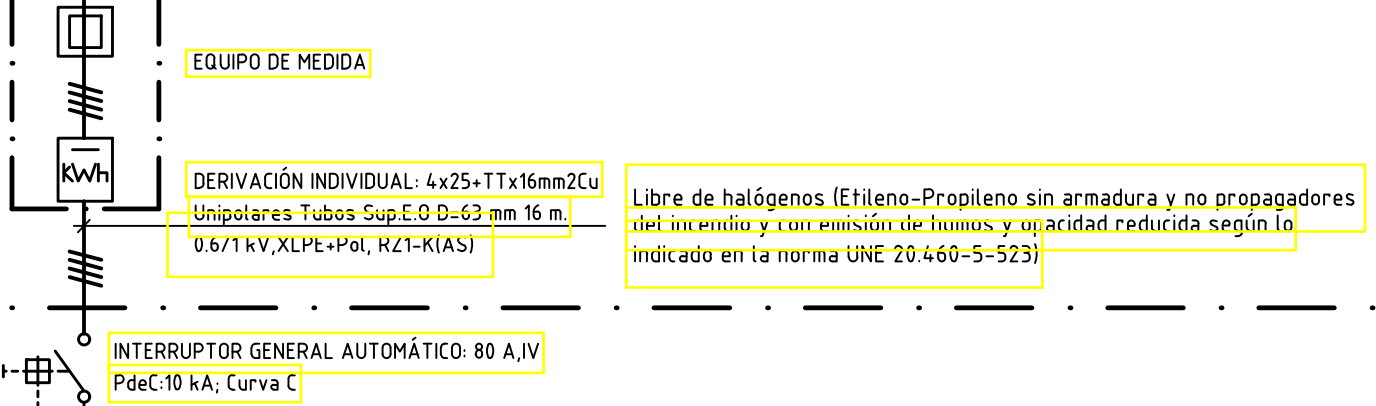 EQUIPO DE MEDIDA
KWh
DERIVACIÓN INDIVIDUAL: 4x25+TTx16mm2Cu
Unipolares Tubos Sup.E.O D=63 mm 16 m.
0.6/1 kV,XLPE+Pol, RZ1-K(AS)
Libre de halógenos (Etileno-Propileno sin armadura y no propagadores
del incendio y con emisión de humos y opacidad reducida según lo
indicado en la norma UNE 20.460-5-523)
INTERRUPTOR GENERAL AUTOMÁTICO: 80 A,IV
PdeC:10 kA; Curva C